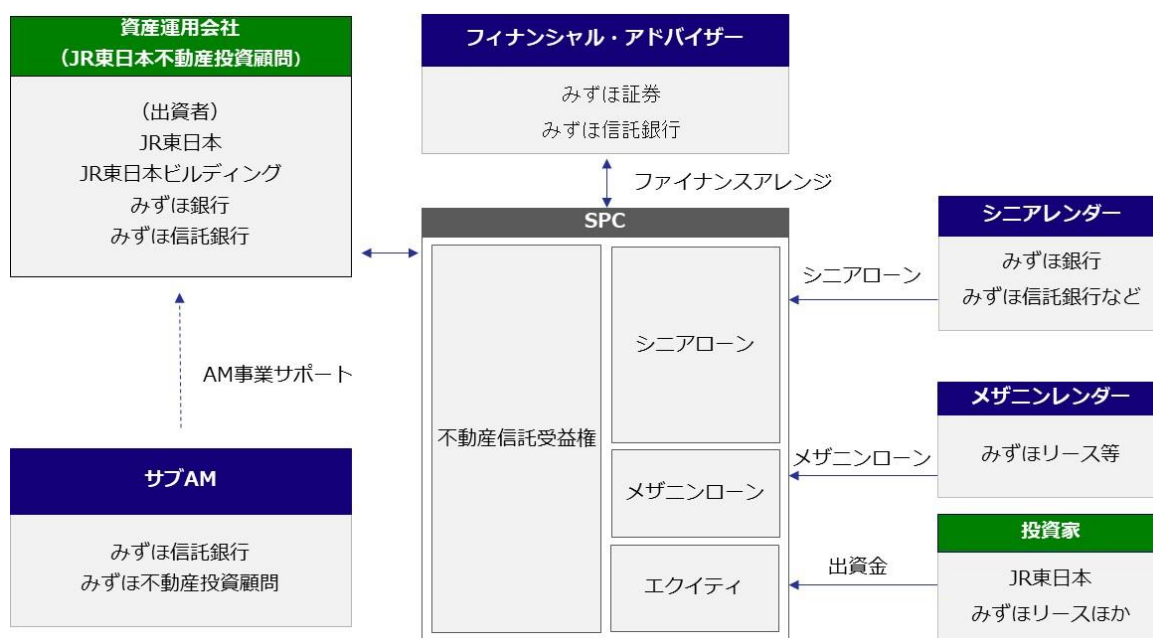 資産運用会社
（JR東日本不動産投資顧問）
（出資者）
JR東日本
JR東日本ビルディング
みずほ銀行
みずほ信託銀行
AM事業サポート
サブAM
みずほ信託銀行
みずほ不動産投資顧問
フィナンシャル・アドバイザー
みずほ証券
みずほ信託銀行
ファイナンスアレンジ
SPC
不動産信託受益権
シニアローン
メザニンローン
エクイティ
シニアローン
メザニンローン
出資金
シニアレンダー
みずほ銀行
みずほ信託銀行など
メザニンレンダー
みずほリース等
投資家
JR東日本
みずほリースほか